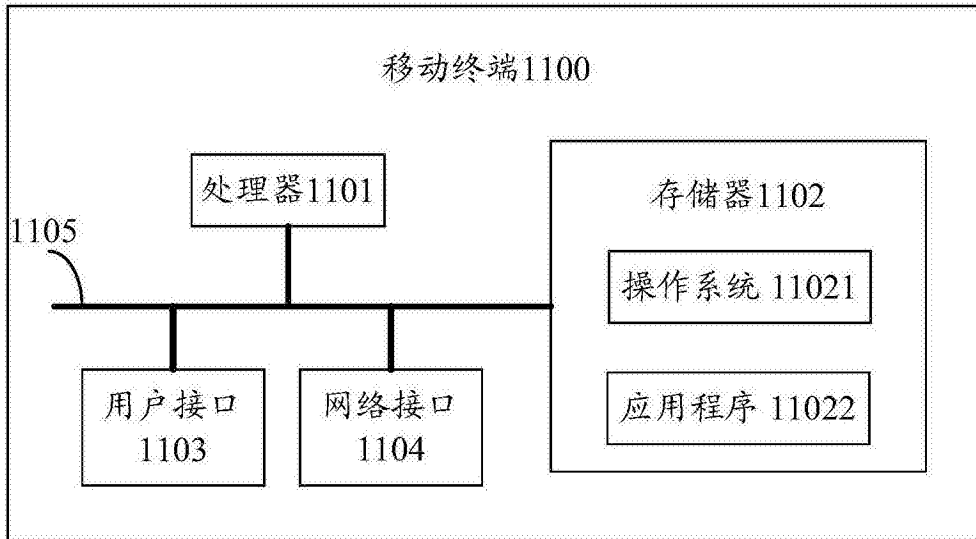 移动终端1100
处理器1101
存储器1102
1105
操作系统 11021
用户接口
1103
网络接口
1104
应用程序 11022